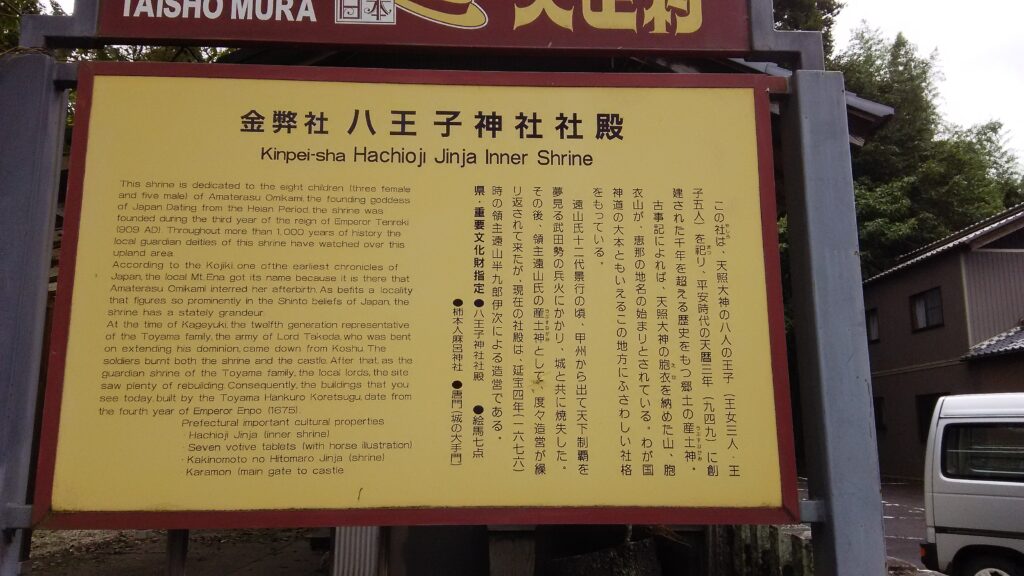 TAISHO MURA
日本
大正村
金弊社 八王子神社社殿
Kinpei-sha Hachioji Jinja Inner Shrine
This shrine is dedicated to the eight children (three female
and five male) of Amaterasu Omikami, the founding goddess
of Japan Dating from the Heian Period, the shrine was
founded during the third year of the reign of Emperor Tenroki
(909 AD). Throughout more than 1,000 years of history the
local guardian deities of this shrine have watched over this
upland area.
According to the Kojiki, one of the earliest chronicles of
Japan, the local Mt. Ena got its name because it is there that
Amaterasu Omikami interred her afterbirth. As befits a locality
that figures so prominently in the Shinto beliefs of Japan, the
shrine has a stately grandeur.
At the time of Kageyuki, the twelfth generation representative
of the Toyama family, the army of Lord Takeda, who was bent
on extending his dominion, came down from Koshu. The
soldiers burnt both the shrine and the castle. After that, as the
guardian shrine of the Toyama family, the local lords, the site
saw plenty of rebuilding. Consequently, the buildings that you
see today, built by the Toyama Hankuro Koretsugu, date from
the fourth year of Emperor Enpo (1675).
Prefectural important cultural properties
・Hachioji Jinja (inner shrine)
・Seven votive tablets (with horse illustration)
・Kakinomoto no Hitomaro Jinja (shrine)
・Karamon (main gate to castle
この社は、天照大神の八人の王子(王女三人・王
子五人)を祀り、平安時代の天暦三年(九四九)に創
建された千年を超える歴史をもつ郷土の産土神。
古事記によれば、天照大神の胞衣を納めた山、胞
衣山が、恵那の地名の始まりとされている。わが国
神道の大本ともいえるこの地方にふさわしい社格
をもっている。
遠山氏十二代景行の頃、甲州から出て天下制覇を
夢見る武田勢の兵火にかかり、城と共に焼失した。
その後、領主遠山氏の産土神として、度々造営が繰
り返されて来たが、現在の社殿は、延宝四年(一六七六)
時の領主遠山半九郎伊次による造営である。
県・重要文化財指定 ●八王子神社社殿 ●絵馬七点
●柿本人麻呂神社 ●唐門(城の大手門)